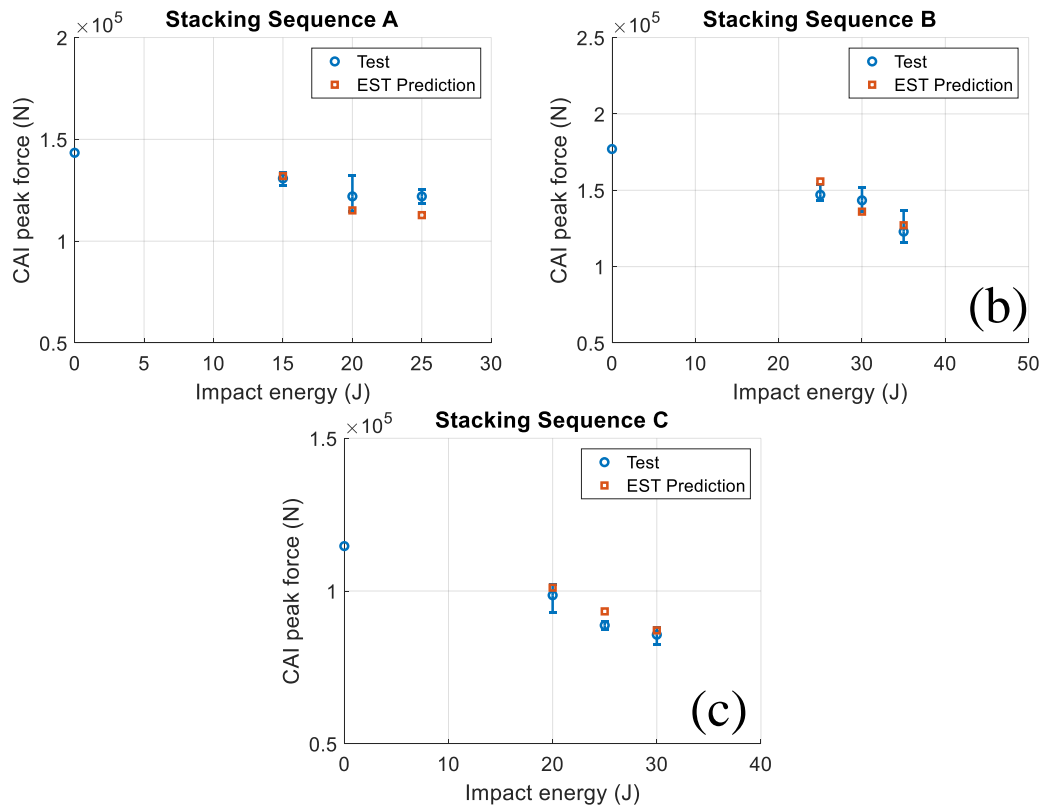 Stacking Sequence A
×10^5
2
1.5
1
0.5
CAI peak force (N)
Test
EST Prediction
0 5 10 15 20 25 30
Impact energy (J)
Stacking Sequence B
×10^5
2.5
2
1.5
1
0.5
CAI peak force (N)
Test
EST Prediction
(b)
0 10 20 30 40 50
Impact energy (J)
Stacking Sequence C
×10^5
1.5
1
0.5
CAI peak force (N)
Test
EST Prediction
(c)
0 10 20 30 40
Impact energy (J)